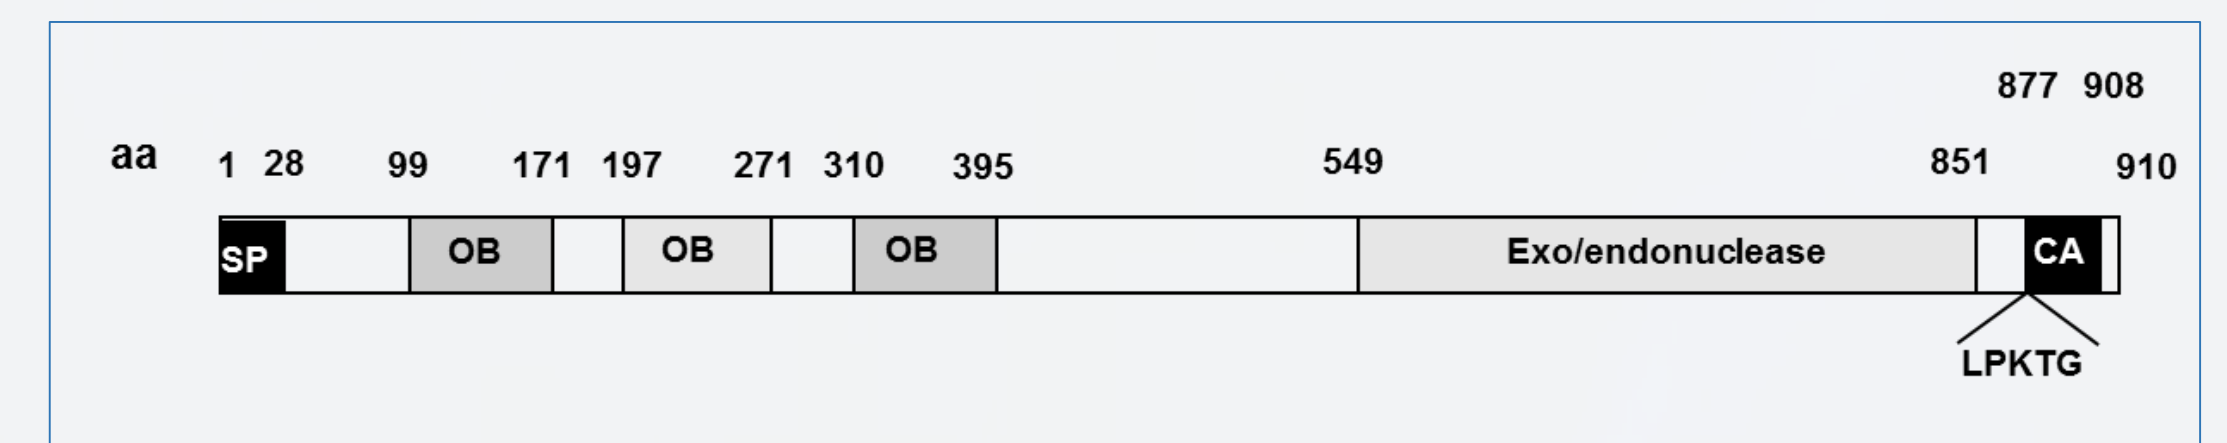 877 908
aa 1 28 99 171 197 271 310 395 549 851 910
SP OB OB OB Exo/endonuclease CA
LPKTG